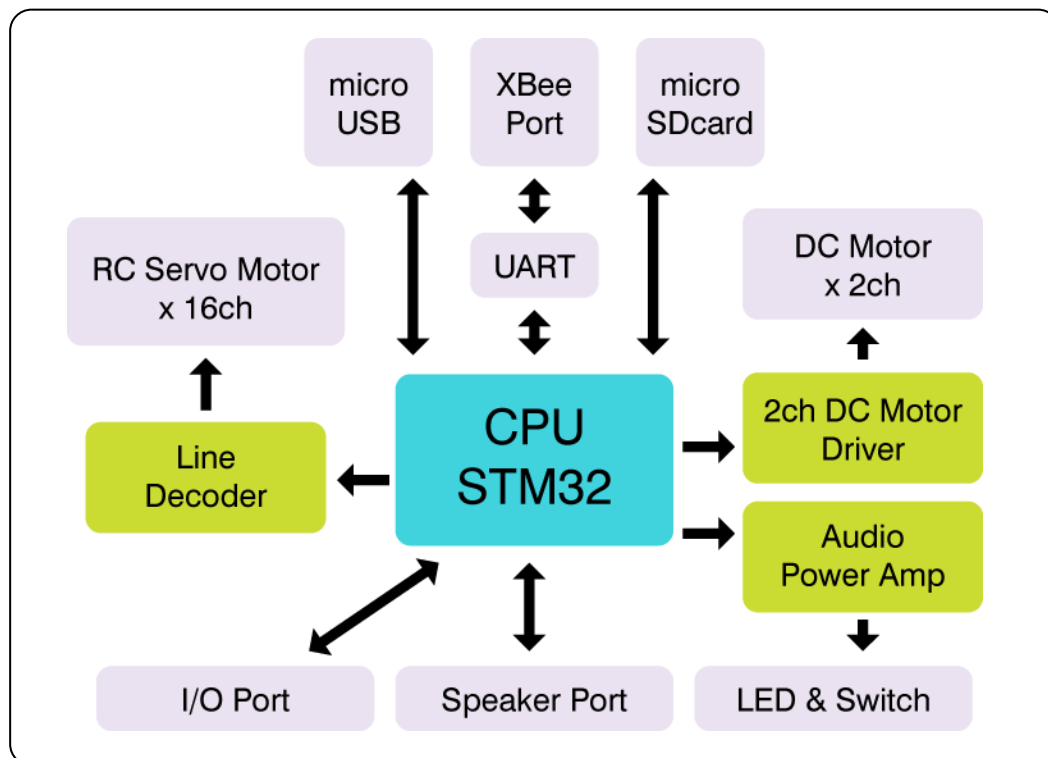 micro
USB
XBee
Port
micro
SDcard
RC Servo Motor
x 16ch
UART
DC Motor
x 2ch
Line
Decoder
CPU
STM32
2ch DC Motor
Driver
Audio
Power Amp
I/O Port
Speaker Port
LED & Switch